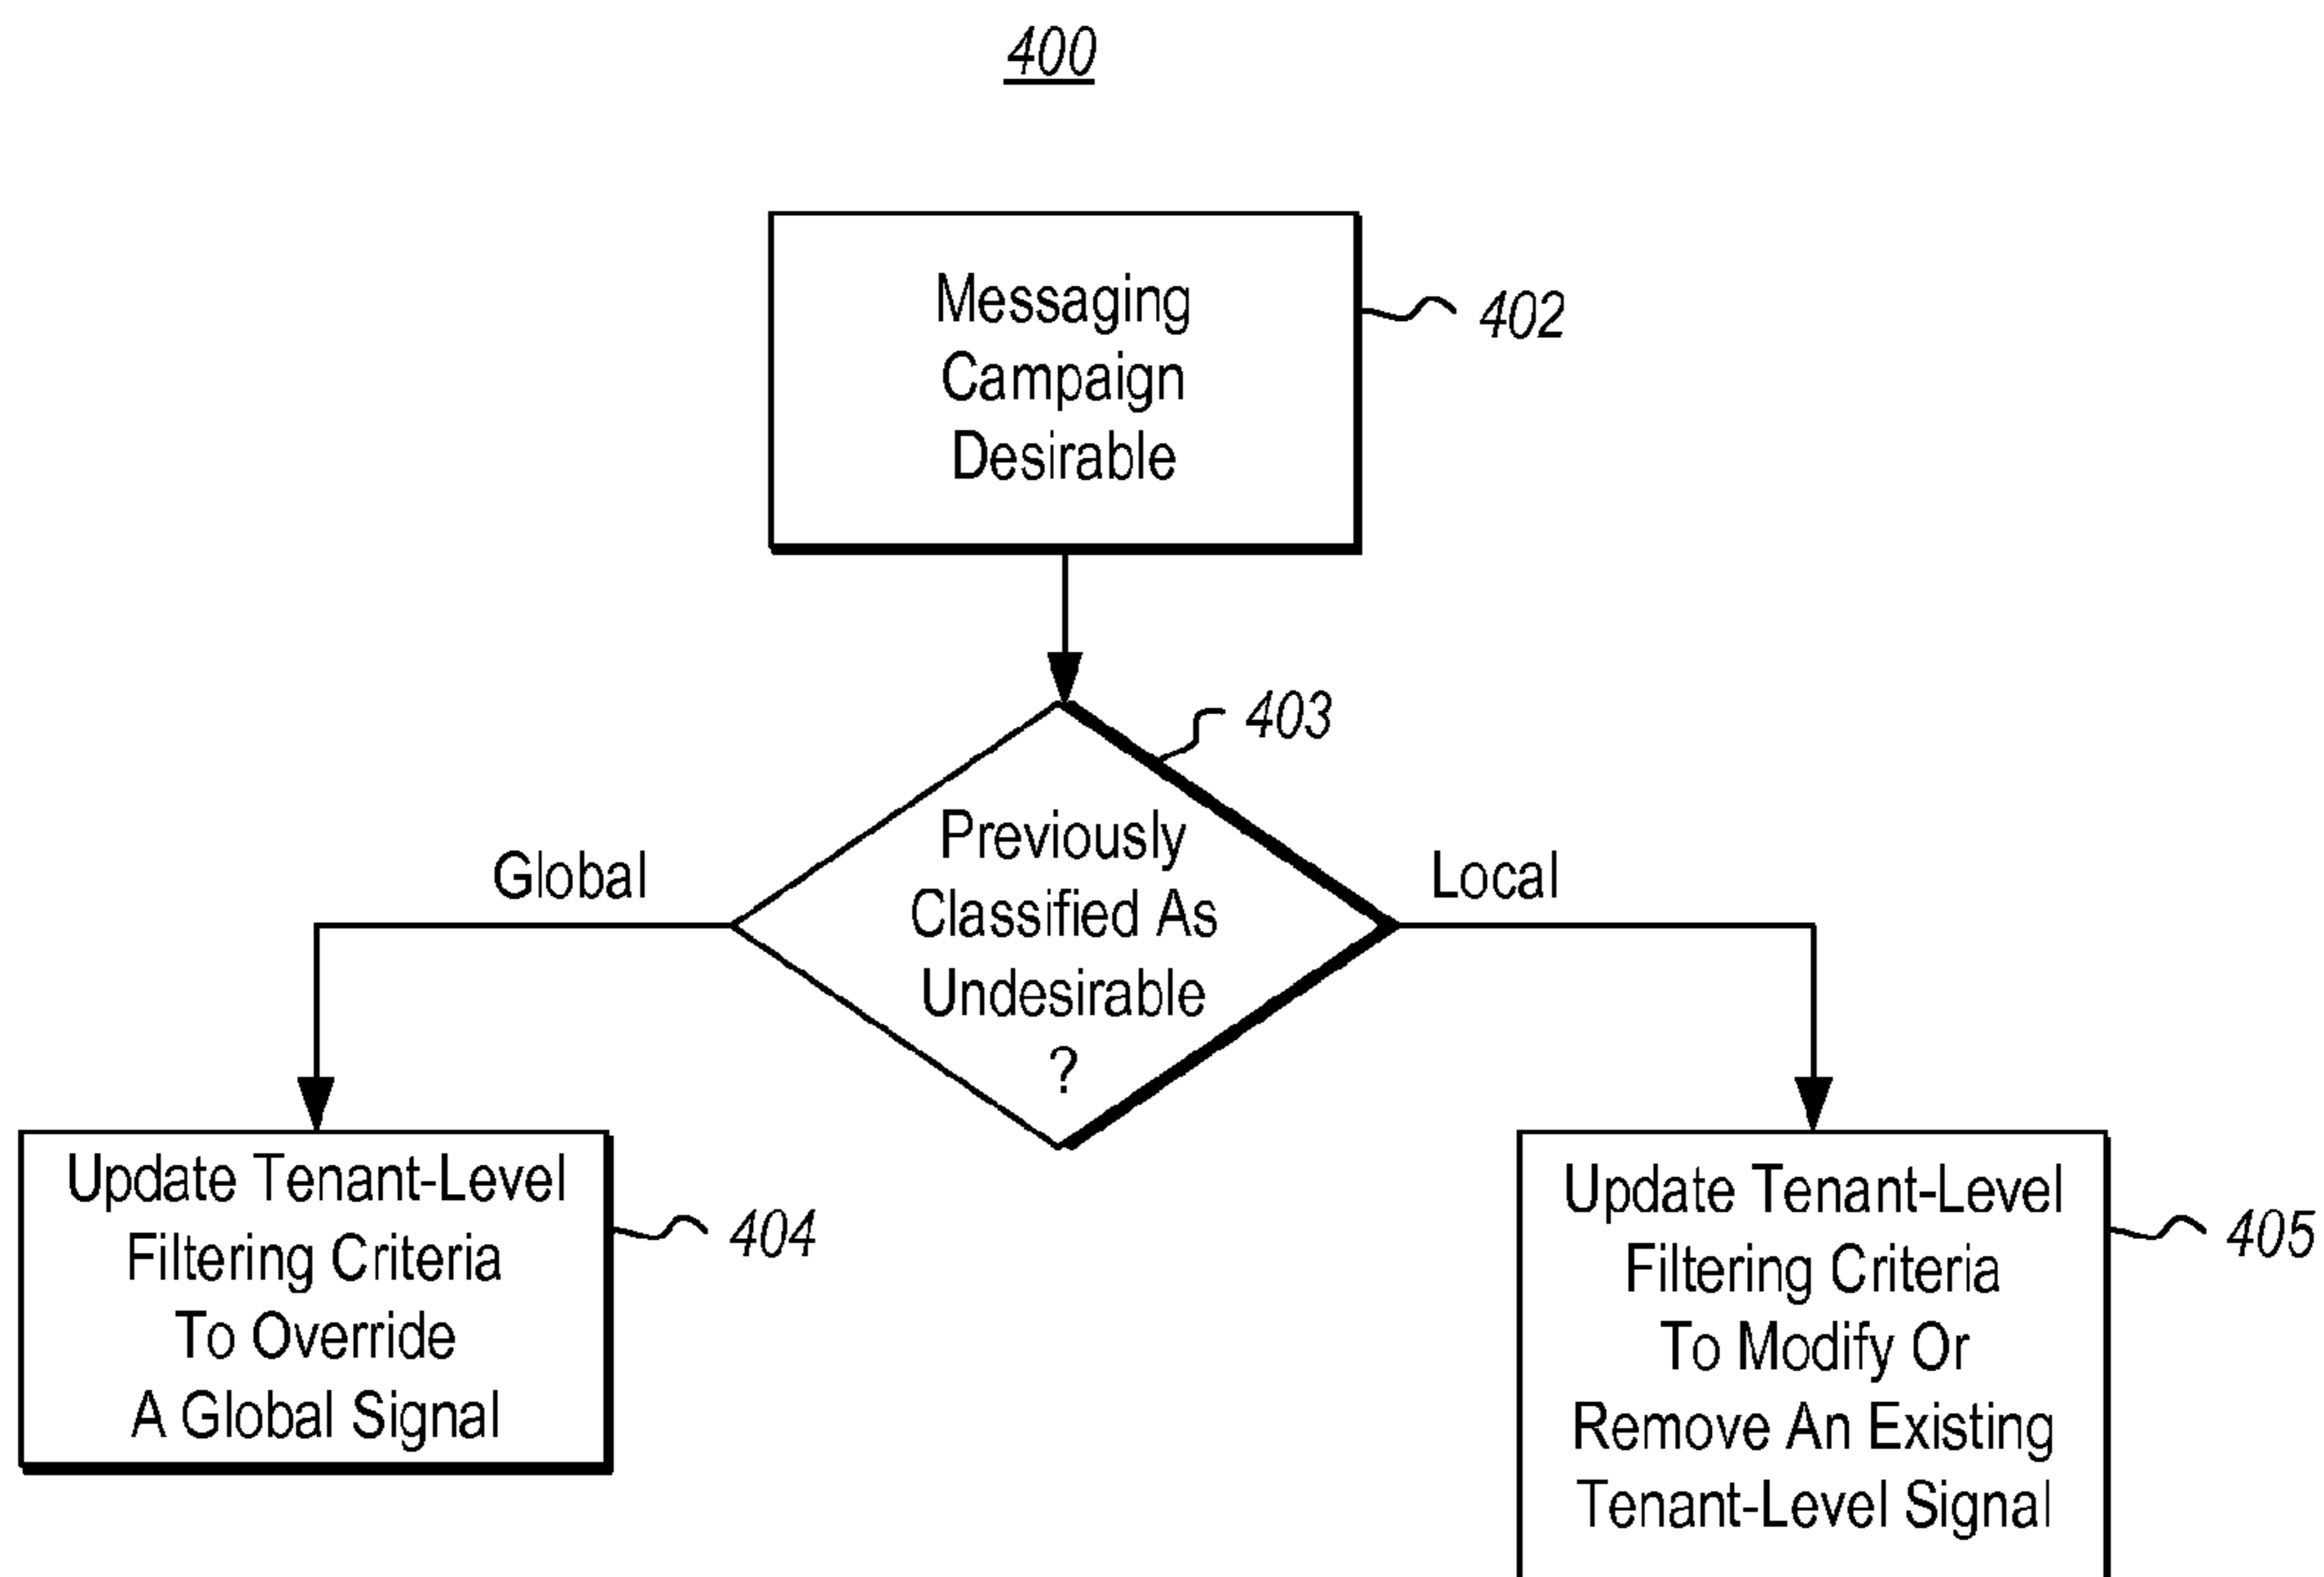 400
Messaging
Campaign
Desirable
402
403
Previously
Classified As
Undesirable
?
Global
Local
Update Tenant-Level
Filtering Criteria
To Override
A Global Signal
404
Update Tenant-Level
Filtering Criteria
To Modify Or
Remove An Existing
Tenant-Level Signal
405